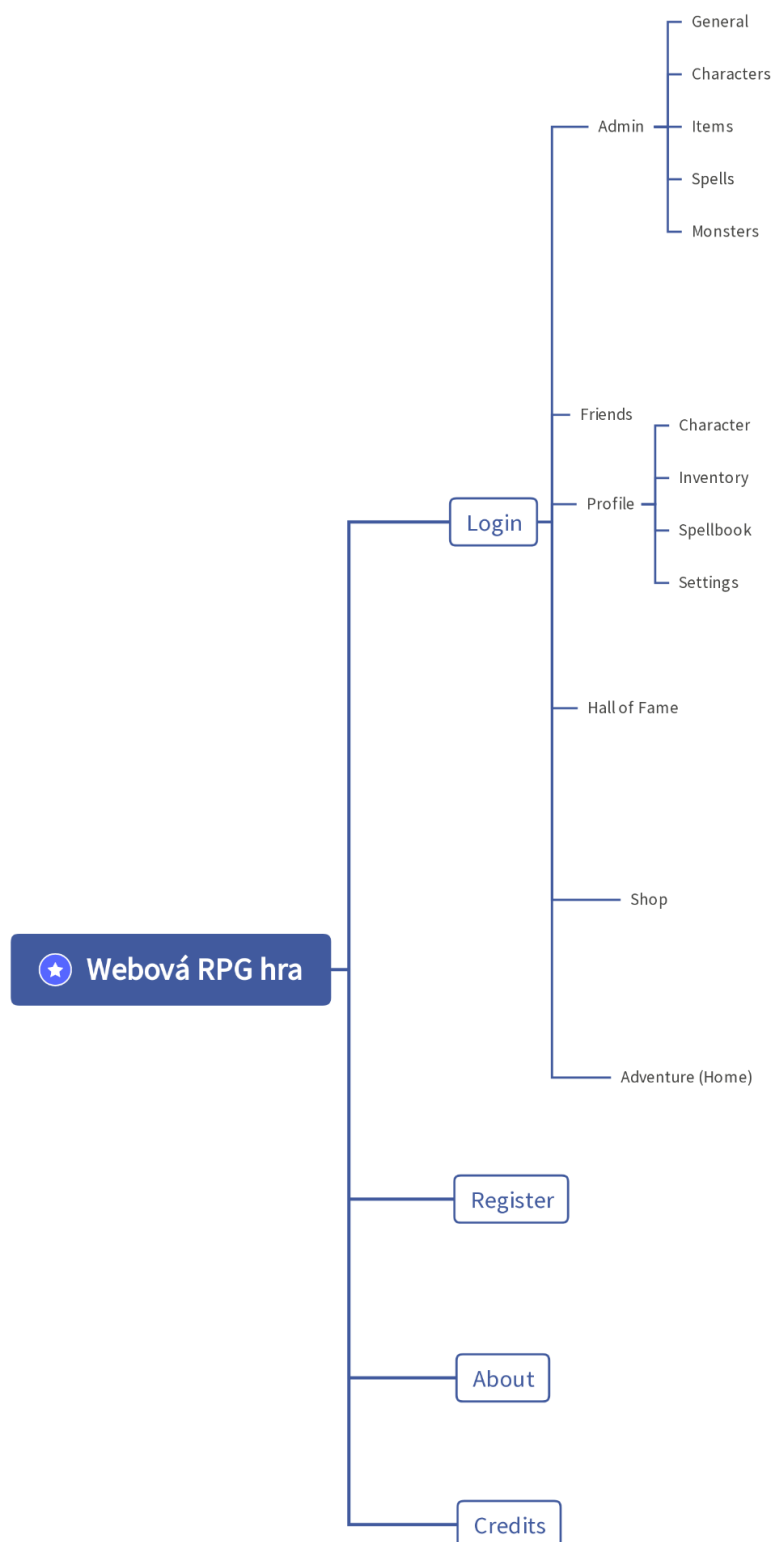 General
Characters
Admin
Items
Spells
Monsters
Friends
Character
Inventory
Profile
Login
Spellbook
Settings
Hall of Fame
Shop
Webová RPG hra
Adventure (Home)
Register
About
Credits